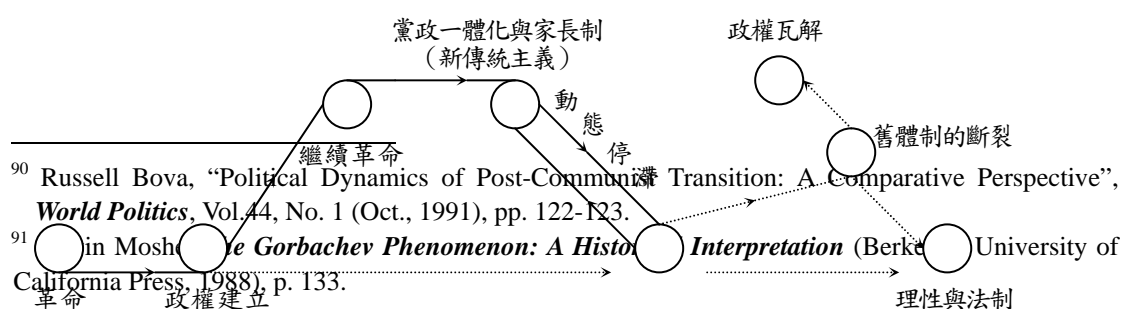 黨政一體化與家長制
（新傳統主義）
政權瓦解
動態停滯
舊體制的斷裂
繼續革命
90 Russell Bova, “Political Dynamics of Post-Communist Transition: A Comparative Perspective”,
World Politics, Vol.44, No. 1 (Oct., 1991), pp. 122-123.
91 in Moshe Gorbachev Phenomenon: A Interpretation University of
California Press, 1988), p. 133.
革命
政權建立
理性與法制